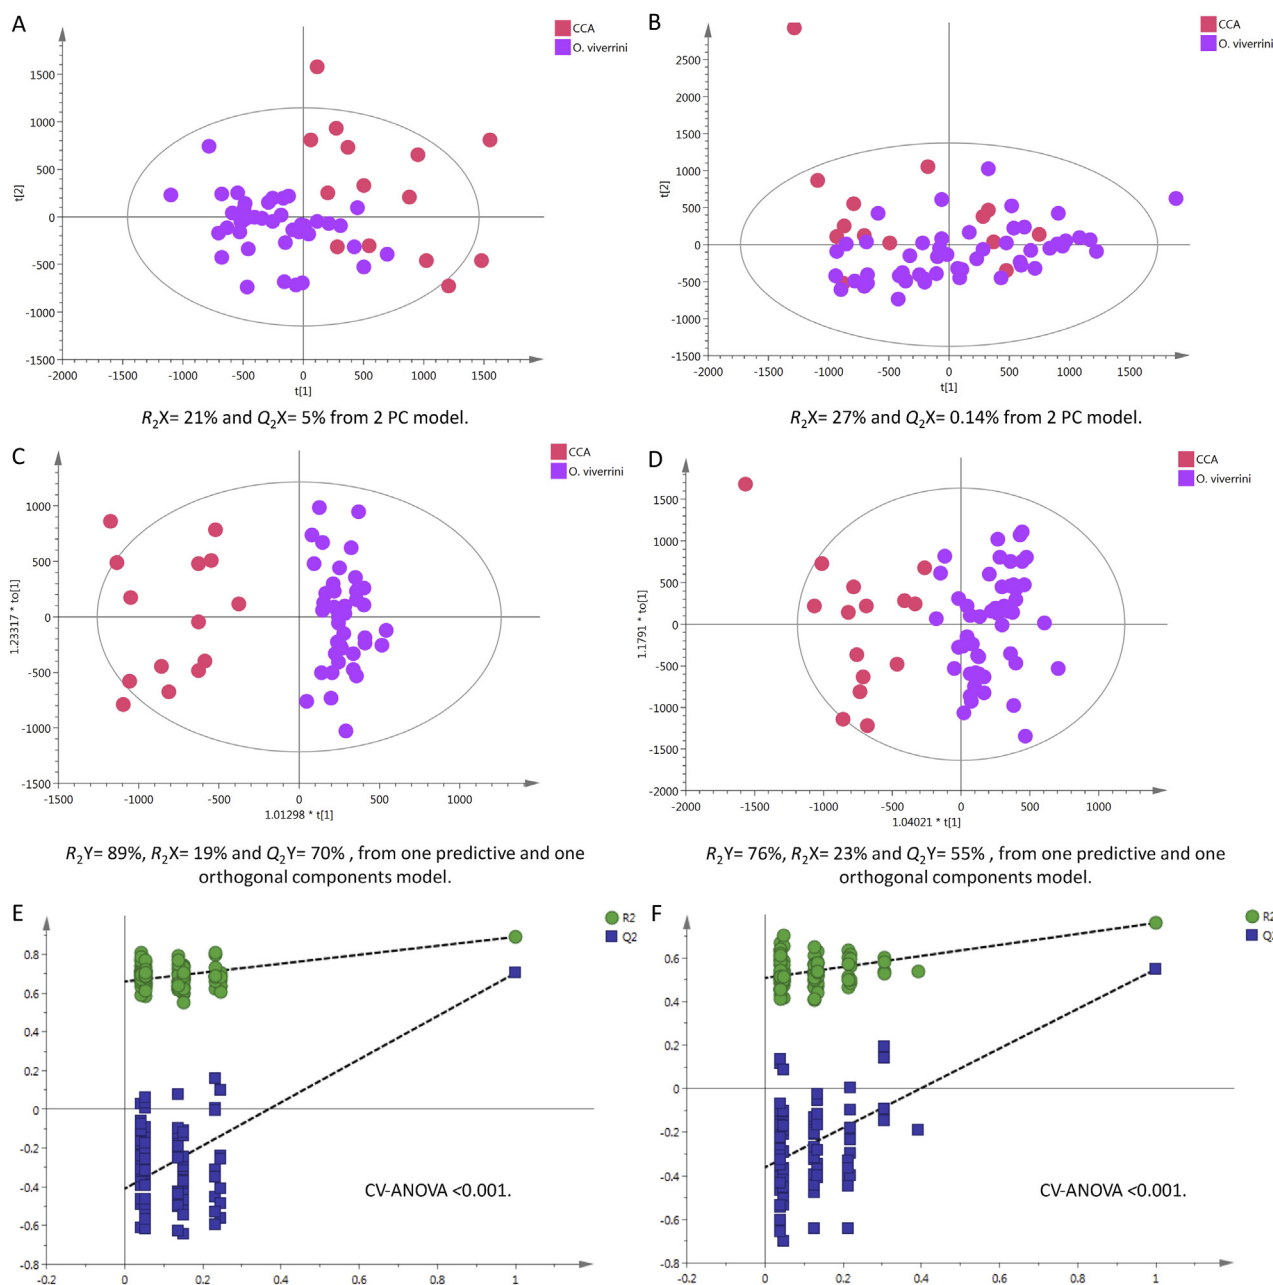 A
CCA
O. viverrini
t[2]
1500
1000
500
0
-500
-1000
-1500
-2000 -1500 -1000 -500 0 500 1000 1500
t[1]
R2X= 21% and Q2X= 5% from 2 PC model.
B
CCA
O. viverrini
t[2]
2500
2000
1500
1000
500
0
-500
-1000
-1500
-2000 -1500 -1000 -500 0 500 1000 1500
t[1]
R2X= 27% and Q2X= 0.14% from 2 PC model.
C
CCA
O. viverrini
1.23317 * to[1]
1000
500
0
-500
-1000
-1500
-1500 -1000 -500 0 500 1000
1.01298 * t[1]
R2Y= 89%, R2X= 19% and Q2Y= 70% , from one predictive and one
orthogonal components model.
D
CCA
O. viverrini
1.1791 * to[1]
1500
1000
500
0
-500
-1000
-1500
-2000
-2000 -1500 -1000 -500 0 500 1000
1.04021 * t[1]
R2Y= 76%, R2X= 23% and Q2Y= 55% , from one predictive and one
orthogonal components model.
E
R2
Q2
0.8
0.6
0.4
0.2
0
-0.2
-0.4
-0.6
-0.8
CV-ANOVA <0.001.
-0.2 0 0.2 0.4 0.6 0.8 1
F
R2
Q2
0.6
0.4
0.2
0
-0.2
-0.4
-0.6
-0.8
CV-ANOVA <0.001.
-0.2 0 0.2 0.4 0.6 0.8 1